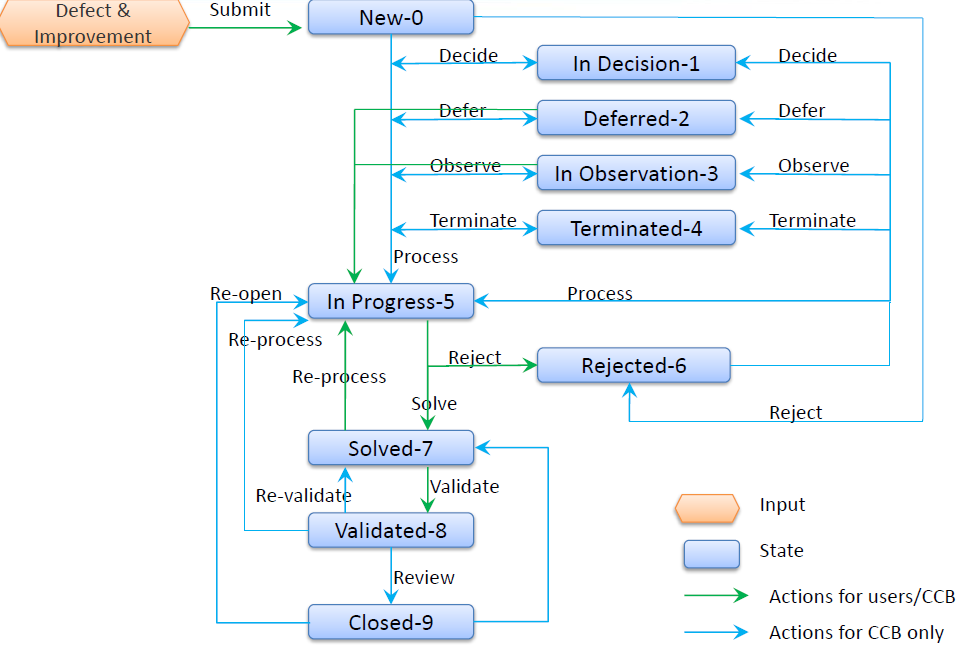 Defect &
Improvement
Submit
New-0
Decide
In Decision-1
Decide
Defer
Deferred-2
Defer
Observe
In Observation-3
Observe
Terminate
Terminated-4
Terminate
Process
Re-open
In Progress-5
Process
Re-process
Reject
Rejected-6
Re-process
Solve
Reject
Solved-7
Re-validate
Validate
Validated-8
Input
State
Review
Actions for users/CCB
Closed-9
Actions for CCB only